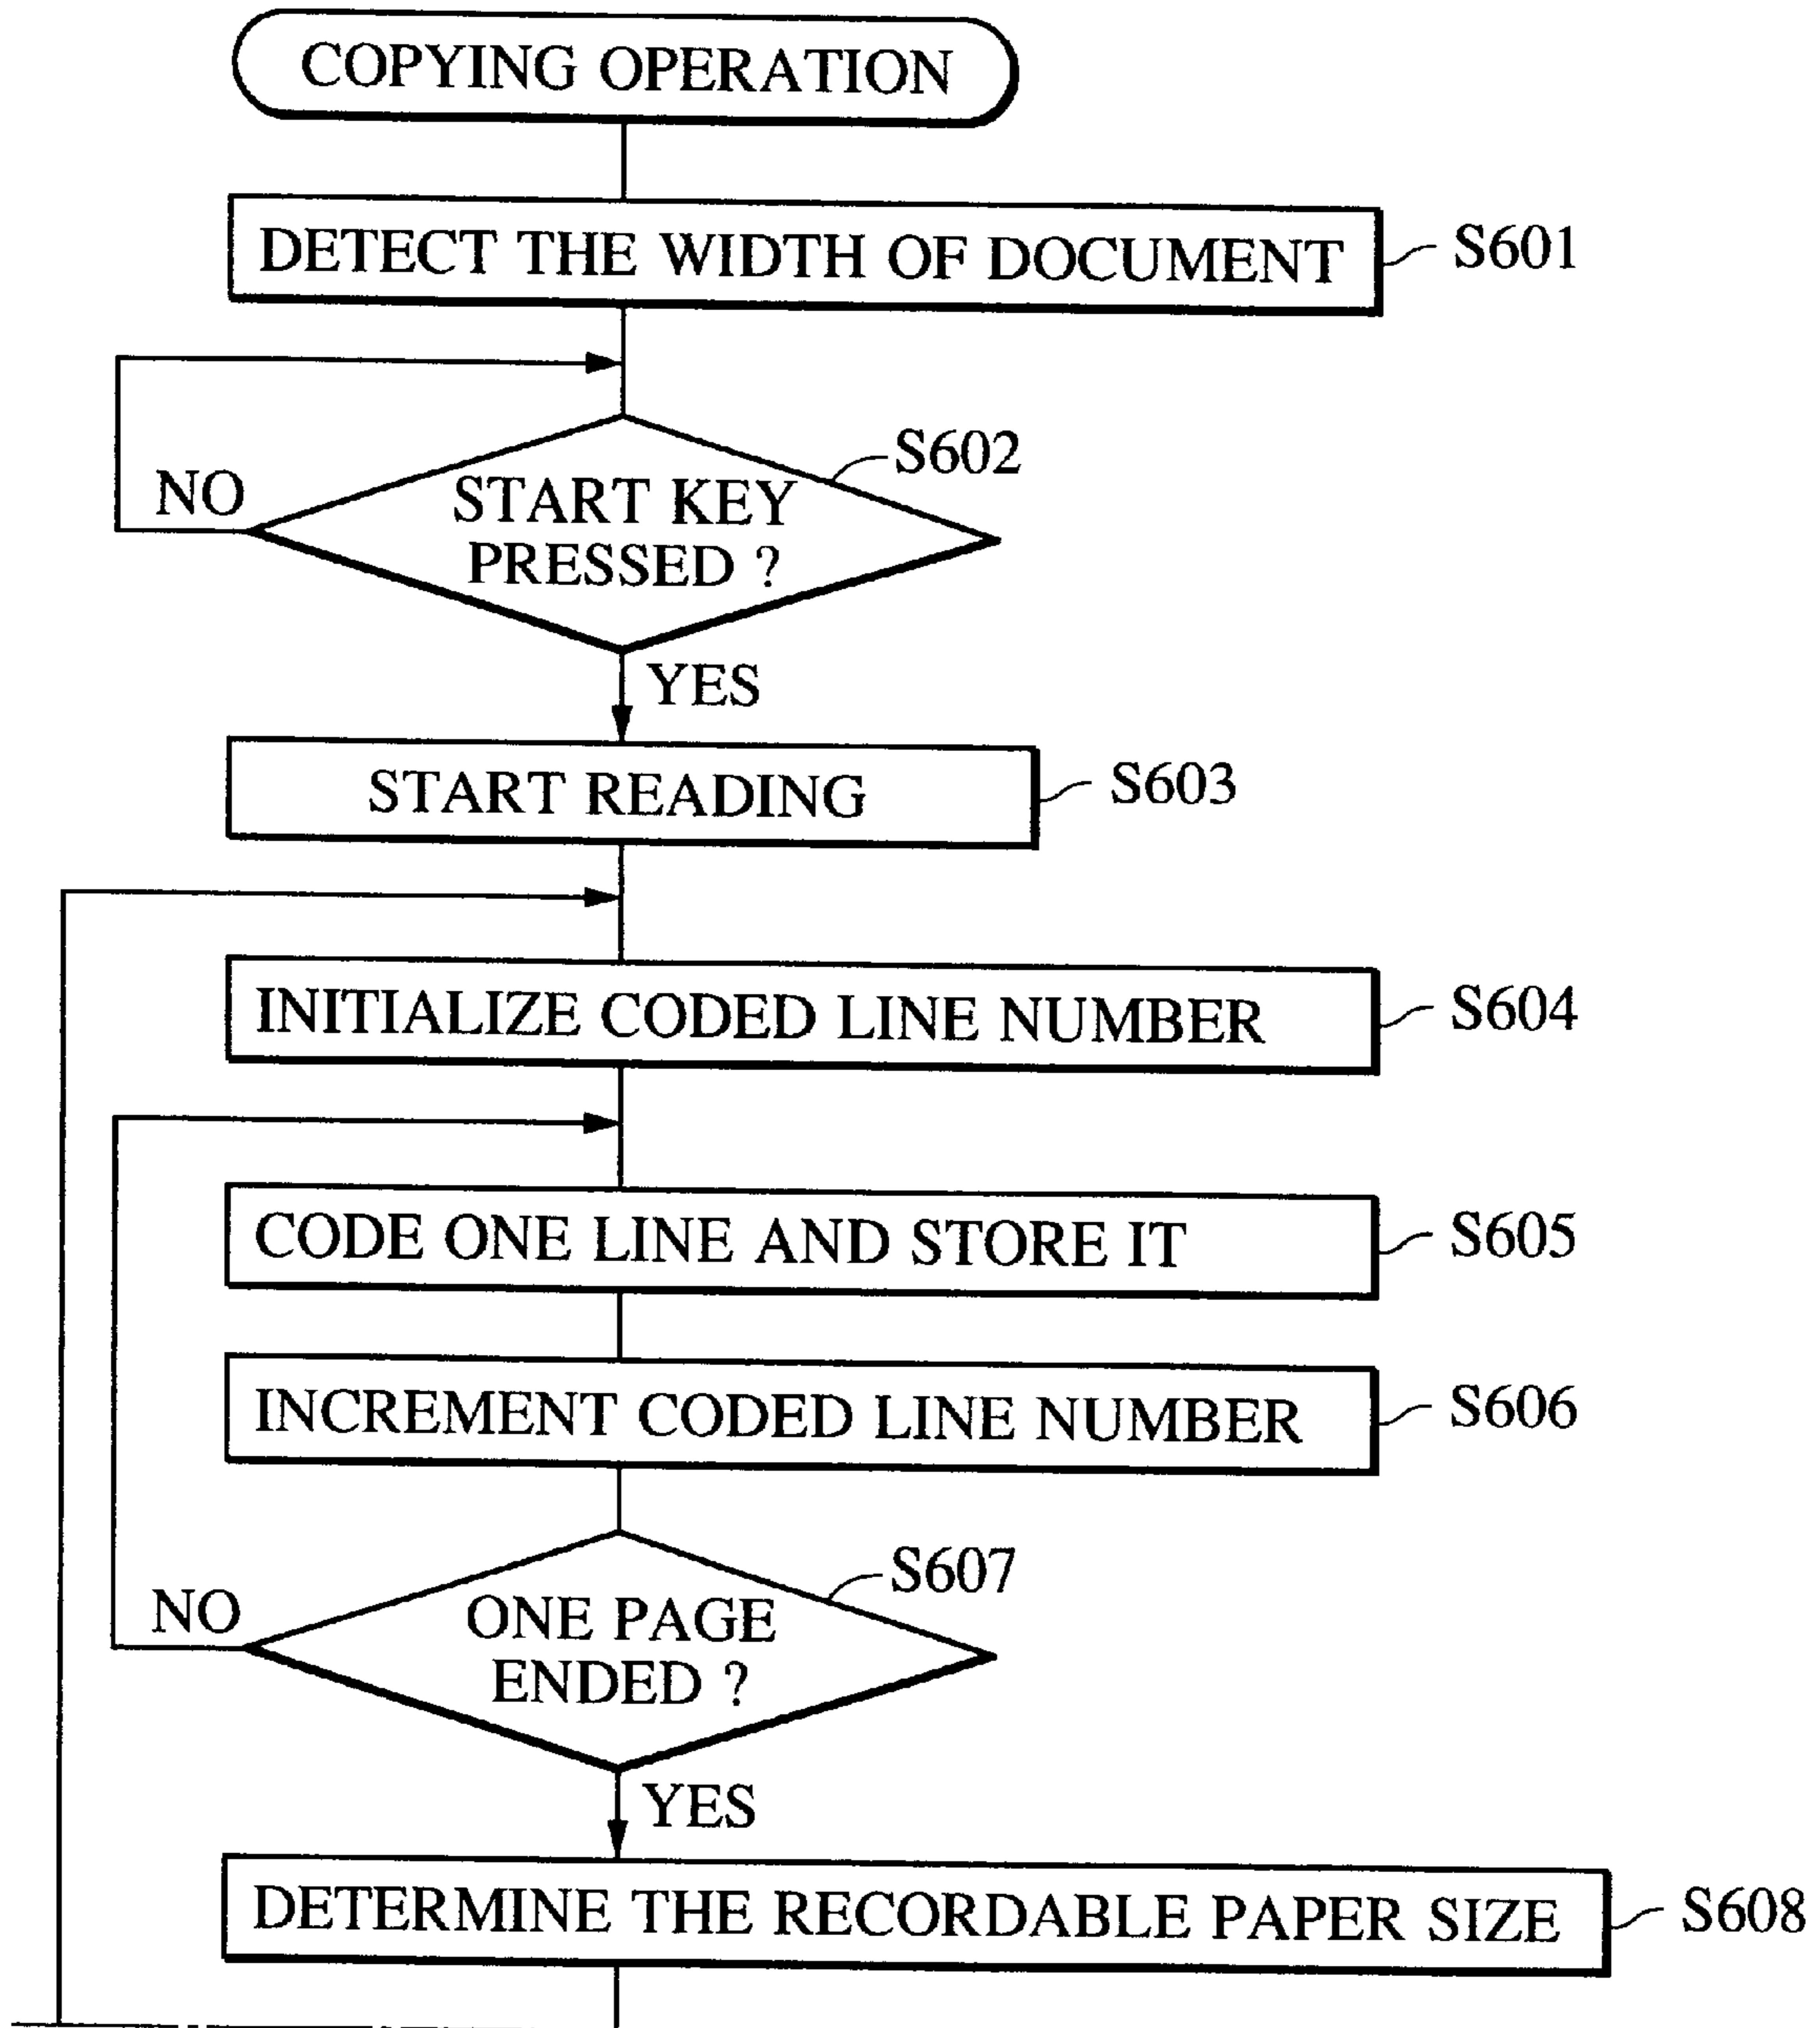 COPYING OPERATION
DETECT THE WIDTH OF DOCUMENT
S601
S602
NO
START KEY
PRESSED ?
YES
START READING
S603
INITIALIZE CODED LINE NUMBER
S604
CODE ONE LINE AND STORE IT
S605
INCREMENT CODED LINE NUMBER
S606
S607
NO
ONE PAGE
ENDED ?
YES
DETERMINE THE RECORDABLE PAPER SIZE
S608